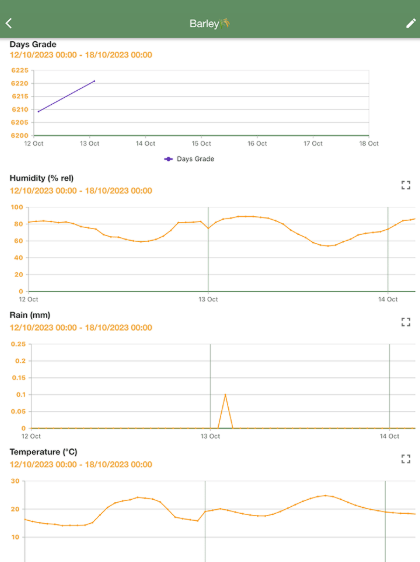 Barley🌾
Days Grade
12/10/2023 00:00 - 18/10/2023 00:00
6225
6220
6215
6210
6205
6200
12 Oct 13 Oct 14 Oct 15 Oct 16 Oct 17 Oct 18 Oct
Days Grade
Humidity (% rel)
12/10/2023 00:00 - 18/10/2023 00:00
100
80
60
40
20
0
12 Oct 13 Oct 14 Oct
Rain (mm)
12/10/2023 00:00 - 18/10/2023 00:00
0.25
0.2
0.15
0.1
0.05
0
12 Oct 13 Oct 14 Oct
Temperature (°C)
12/10/2023 00:00 - 18/10/2023 00:00
30
20
10